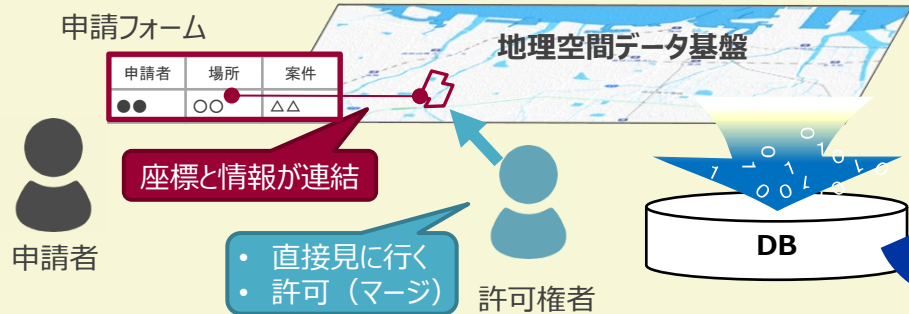 申請フォーム
地理空間データ基盤
申請者 場所 案件
●● ○○ △△
座標と情報が連結
申請者
• 直接見に行く
• 許可（マージ）
許可権者
DB